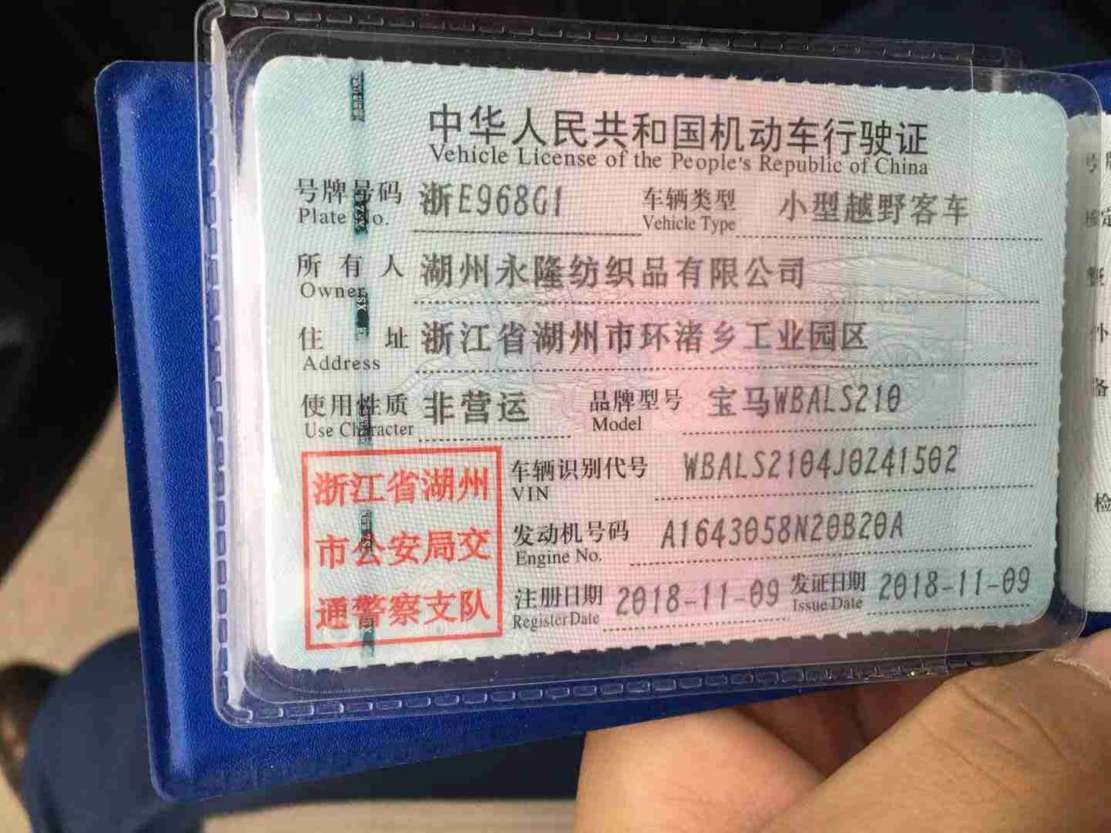 中华人民共和国机动车行驶证
Vehicle License of the People's Republic of China
号牌号码 浙E968G1 车辆类型 小型越野客车
Plate No. Vehicle Type
所有人 湖州永隆纺织品有限公司
Owner
住址 浙江省湖州市环渚乡工业园区
Address
使用性质 非营运 品牌型号 宝马WBALS210
Use Character Model
浙江省湖州
市公安局交
通警察支队
车辆识别代号 WBALS2104J0Z41502
VIN
发动机号码 A1643058N20B20A
Engine No.
注册日期 2018-11-09 发证日期 2018-11-09
Register Date Issue Date